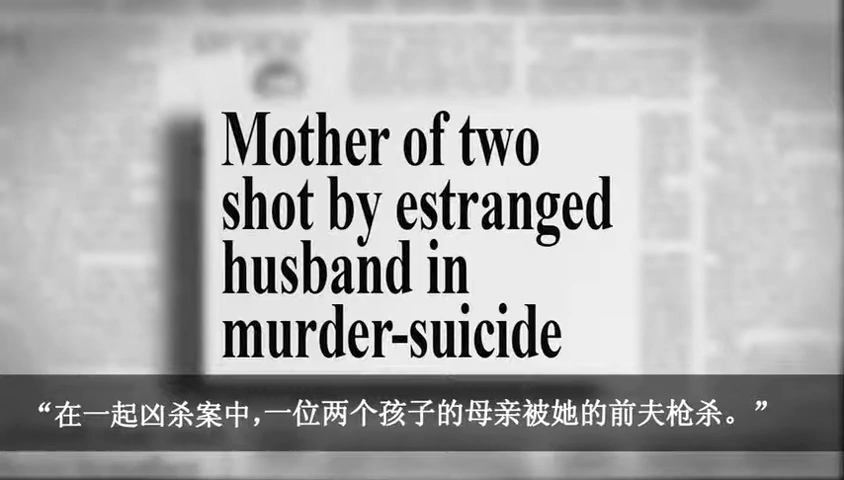 Mother of two
shot by estranged
husband in
murder-suicide
“在一起凶杀案中，一位两个孩子的母亲被她的前夫枪杀。”